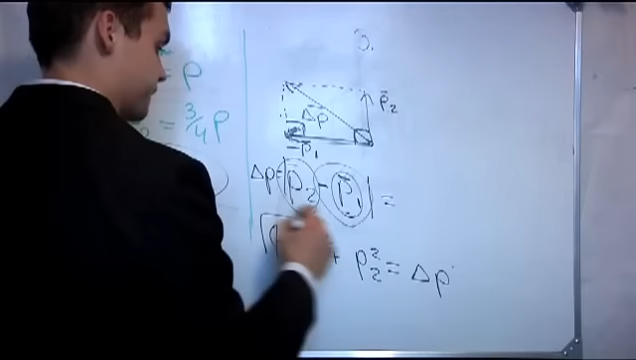 = p
= 3/4 p
p̄₂
Δp̄
-p̄₁
Δp = |p̄₂ - p̄₁| =
+ p₂² = Δp